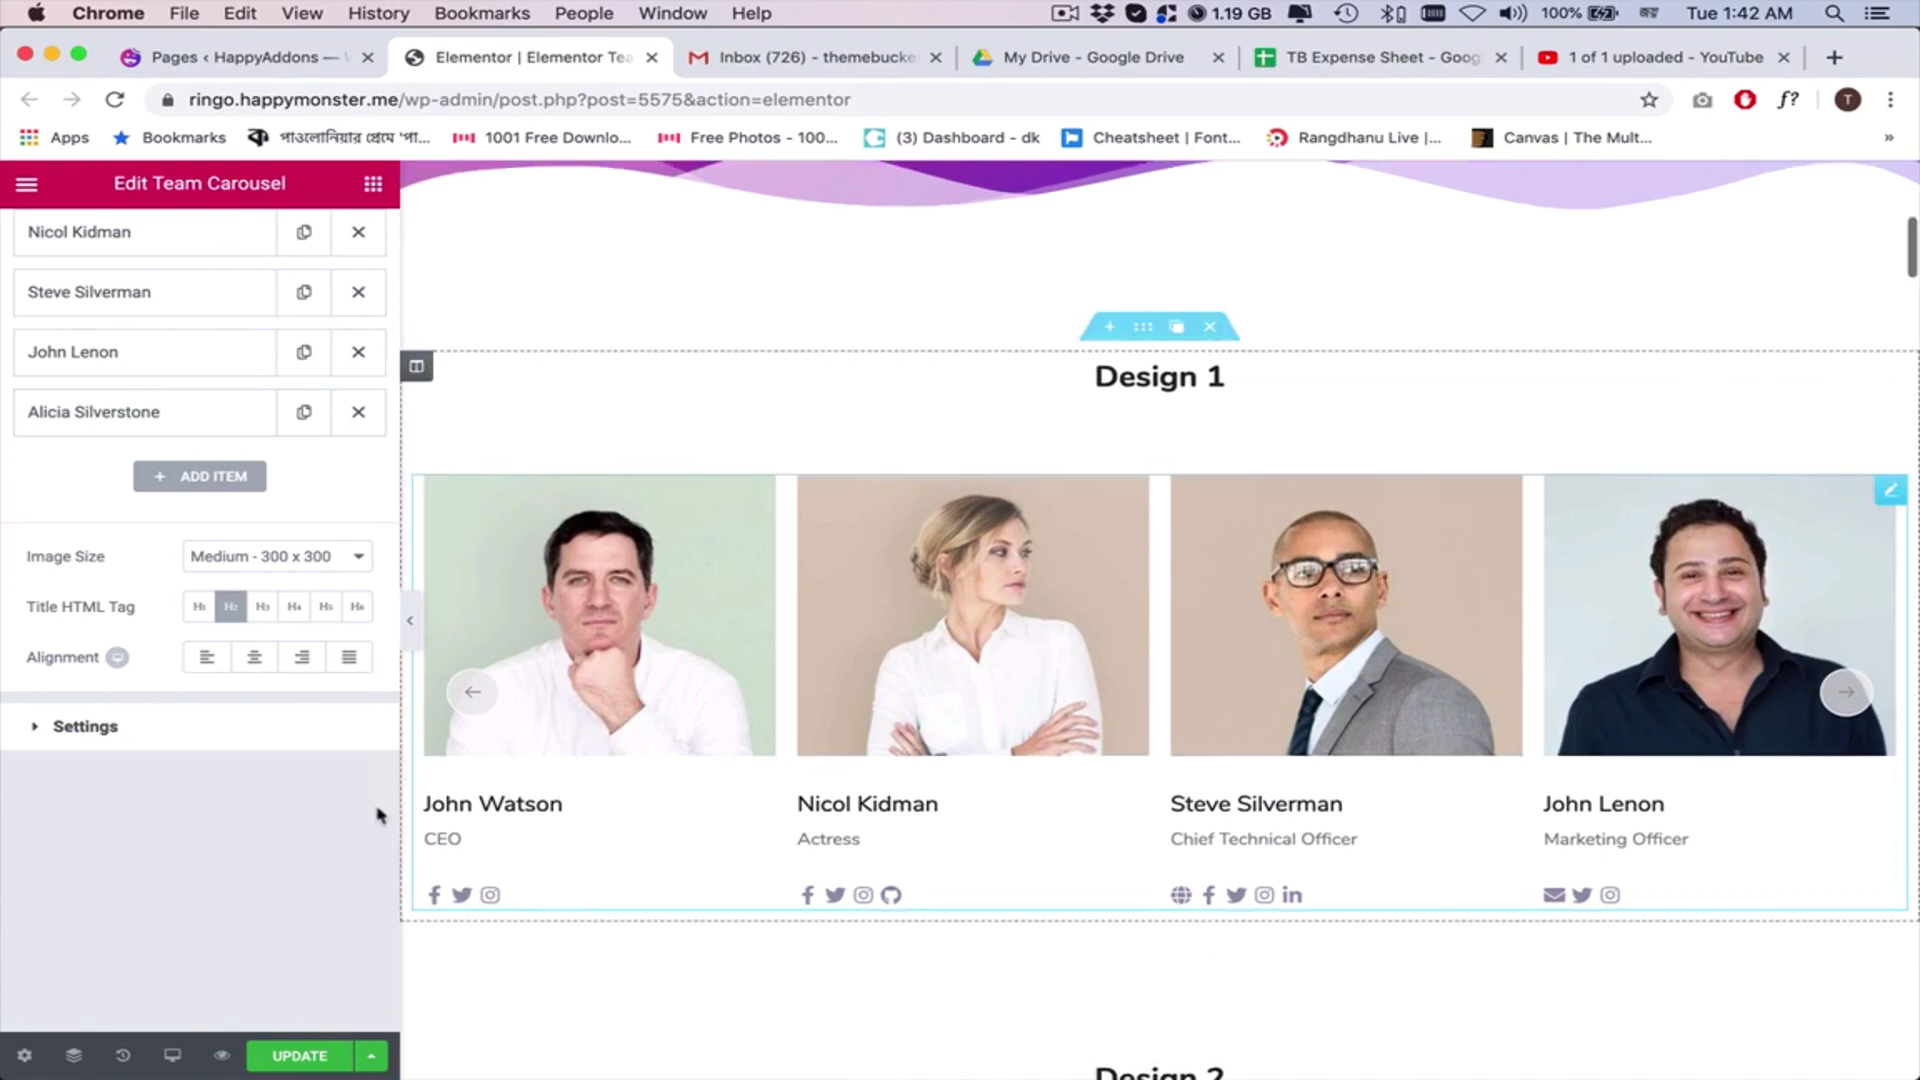 Chrome File Edit View History Bookmarks People Window Help 1.19 GB 100% Tue 1:42 AM
Pages ‹ HappyAddons —
Elementor | Elementor Tea
Inbox (726) - themebucke
My Drive - Google Drive
TB Expense Sheet - Goog
1 of 1 uploaded - YouTube
ringo.happymonster.me/wp-admin/post.php?post=5575&action=elementor
f?
T
Apps
Bookmarks
পাওলোনিয়ার প্রেমে 'পা...
1001 Free Downlo...
Free Photos - 100...
(3) Dashboard - dk
Cheatsheet | Font...
Rangdhanu Live |...
Canvas | The Mult...
»
Edit Team Carousel
Nicol Kidman
Steve Silverman
John Lenon
Alicia Silverstone
+ ADD ITEM
Image Size Medium - 300 x 300
Title HTML Tag H1 H2 H3 H4 H5 H6
Alignment
Settings
UPDATE
Design 1
John Watson
CEO
Nicol Kidman
Actress
Steve Silverman
Chief Technical Officer
John Lenon
Marketing Officer
Design 2